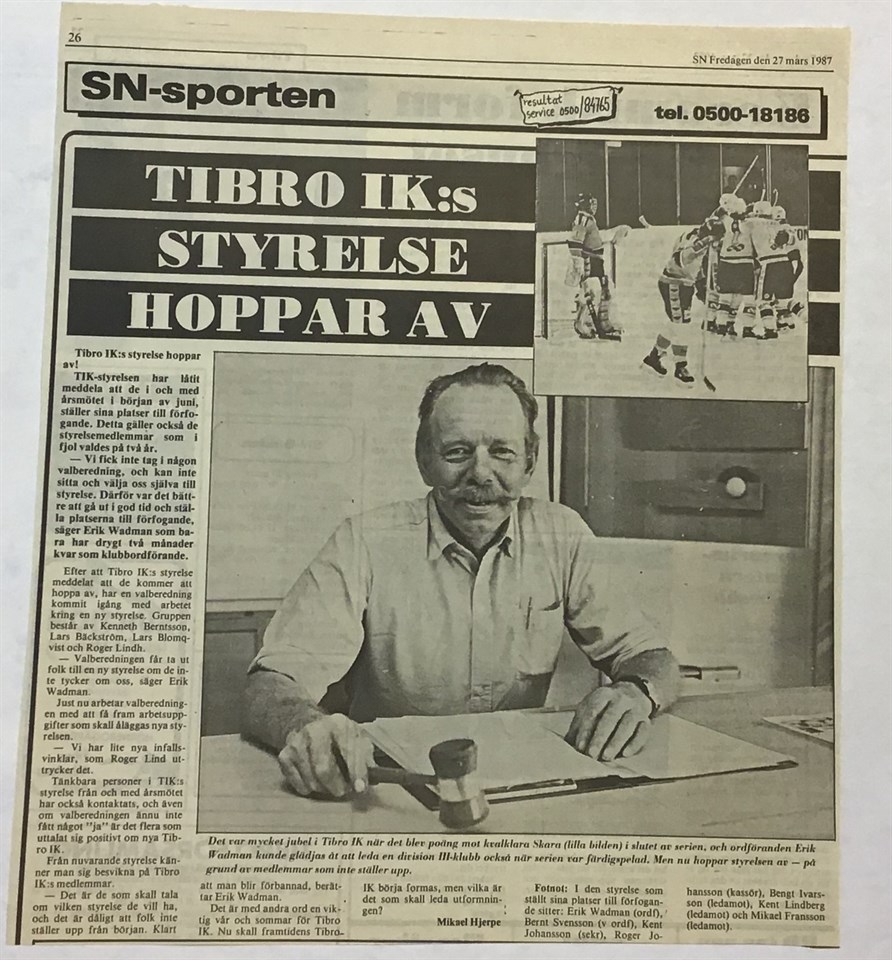 26
SN Fredagen den 27 mars 1987
SN-sporten
resultat
service 0500/84765
tel. 0500-18186
TIBRO IK:s
STYRELSE
HOPPAR AV
Tibro IK:s styrelse hoppar
av!
TIK-styrelsen har låtit
meddela att de i och med
årsmötet i början av juni,
ställer sina platser till förfo-
gande. Detta gäller också de
styrelsemedlemmar som i
fjol valdes på två år.
— Vi fick inte tag i någon
valberedning, och kan inte
sitta och välja oss själva till
styrelse. Därför var det bätt-
re att gå ut i god tid och stäl-
la platserna till förfogande,
säger Erik Wadman som ba-
ra har drygt två månader
kvar som klubbordförande.
Efter att Tibro IK:s styrelse
meddelat att de kommer att
hoppa av, har en valberedning
kommit igång med arbetet
kring en ny styrelse. Gruppen
består av Kenneth Berntsson,
Lars Bäckström, Lars Blomq-
vist och Roger Lindh.
— Valberedningen får ta ut
folk till en ny styrelse om de in-
te tycker om oss, säger Erik
Wadman.
Just nu arbetar valberedning-
en med att få fram arbetsupp-
gifter som skall åläggas nya sty-
relsen.
— Vi har lite nya infalls-
vinklar, som Roger Lind ut-
trycker det.
Tänkbara personer i TIK:s
styrelse från och med årsmötet
har också kontaktats, och även
om valberedningen ännu inte
fått något "ja" är det flera som
uttalat sig positivt om nya Tib-
ro IK.
Från nuvarande styrelse kän-
ner man sig besvikna på Tibro
IK:s medlemmar.
— Det är de som skal tala
om vilken styrelse de vill ha,
och det är dåligt att folk inte
ställer upp från början. Klart
Det var mycket jubel i Tibro IK när det blev poäng mot kvalklara Skara (lilla bilden) i slutet av serien, och ordföranden Erik
Wadman kunde glädjas åt att leda en division III-klubb också när serien var färdigspelad. Men nu hoppar styrelsen av — på
grund av medlemmar som inte ställer upp.
att man blir förbannad, berät-
tar Erik Wadman.
Det är med andra ord en vik-
tig vår och sommar för Tibro
IK. Nu skall framtidens Tibro-
IK börja formas, men vilka är
det som skall leda utformnin-
gen?
Mikael Hjerpe
Fotnot: I den styrelse som
ställt sina platser till förfogan-
de sitter: Erik Wadman (ordf),
Bernt Svensson (v ordf), Kent
Johansson (sekr), Roger Jo-
hansson (kassör), Bengt Ivars-
son (ledamot), Kent Lindberg
(ledamot) och Mikael Fransson
(ledamot).